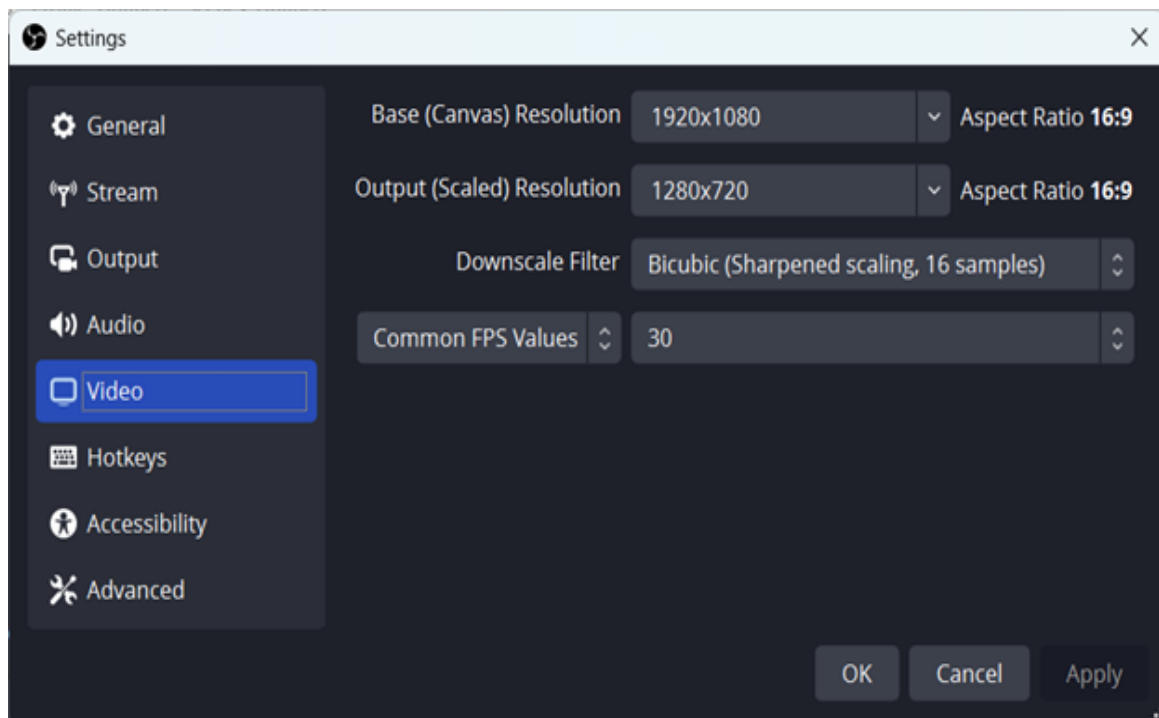 Settings
General
Stream
Output
Audio
Video
Hotkeys
Accessibility
Advanced
Base (Canvas) Resolution 1920x1080 Aspect Ratio 16:9
Output (Scaled) Resolution 1280x720 Aspect Ratio 16:9
Downscale Filter Bicubic (Sharpened scaling, 16 samples)
Common FPS Values 30
OK Cancel Apply